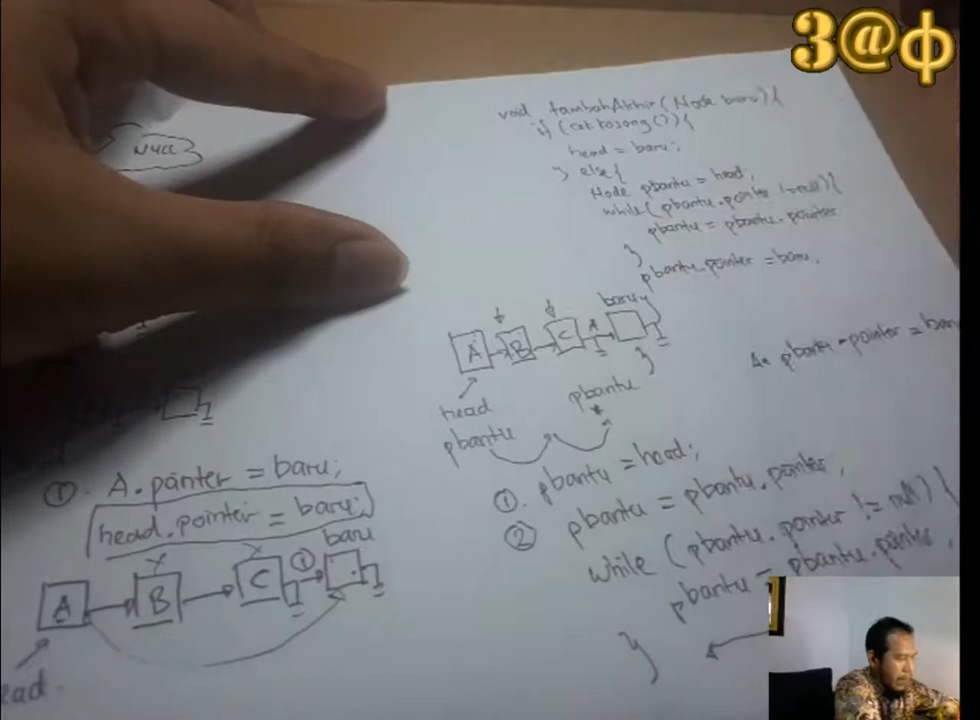 3@ф
void tambahAkhir(Node baru){
if (cekKosong()){
head = baru;
} else {
Node pbantu = head;
while(pbantu.pointer != null){
pbantu = pbantu.pointer
}
pbantu.pointer = baru;
}
baru
A B C
head
pbantu
pbantu
4. pbantu.pointer = baru
① A.pointer = baru;
head.pointer = baru;
baru
A B C ①
ead.
①. pbantu = head;
② pbantu = pbantu.pointer,
while (pbantu.pointer != null) {
pbantu = pbantu.pointer,
}